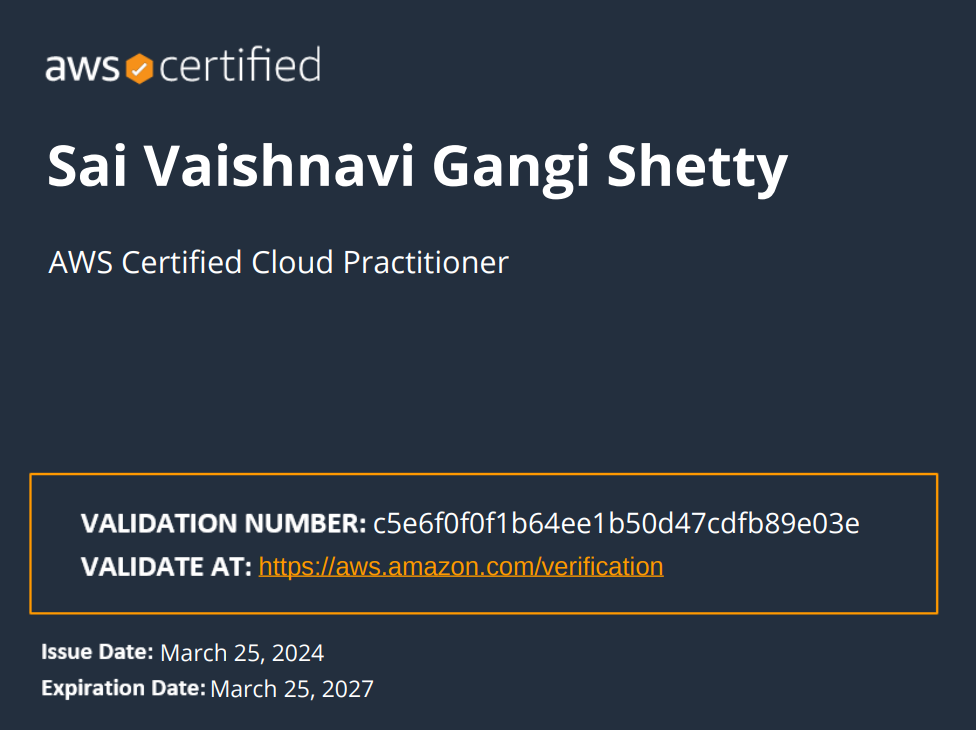 aws certified
Sai Vaishnavi Gangi Shetty
AWS Certified Cloud Practitioner
VALIDATION NUMBER: c5e6f0f0f1b64ee1b50d47cdfb89e03e
VALIDATE AT: https://aws.amazon.com/verification
Issue Date: March 25, 2024
Expiration Date: March 25, 2027